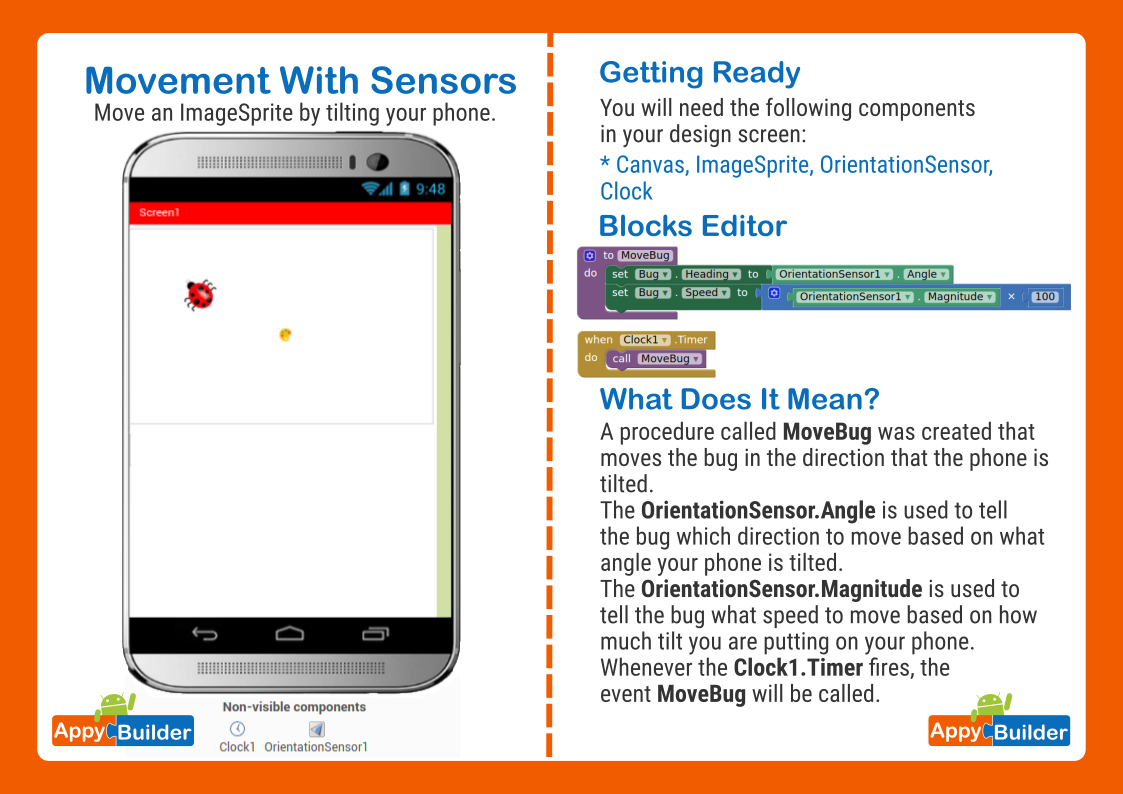 Movement With Sensors
Move an ImageSprite by tilting your phone.
9:48
Screen1
Non-visible components
Clock1 OrientationSensor1
Appy Builder
Getting Ready
You will need the following components
in your design screen:
* Canvas, ImageSprite, OrientationSensor,
Clock
Blocks Editor
to MoveBug
do set Bug . Heading to OrientationSensor1 . Angle
set Bug . Speed to OrientationSensor1 . Magnitude × 100
when Clock1 .Timer
do call MoveBug
What Does It Mean?
A procedure called MoveBug was created that
moves the bug in the direction that the phone is
tilted.
The OrientationSensor.Angle is used to tell
the bug which direction to move based on what
angle your phone is tilted.
The OrientationSensor.Magnitude is used to
tell the bug what speed to move based on how
much tilt you are putting on your phone.
Whenever the Clock1.Timer fires, the
event MoveBug will be called.
Appy Builder